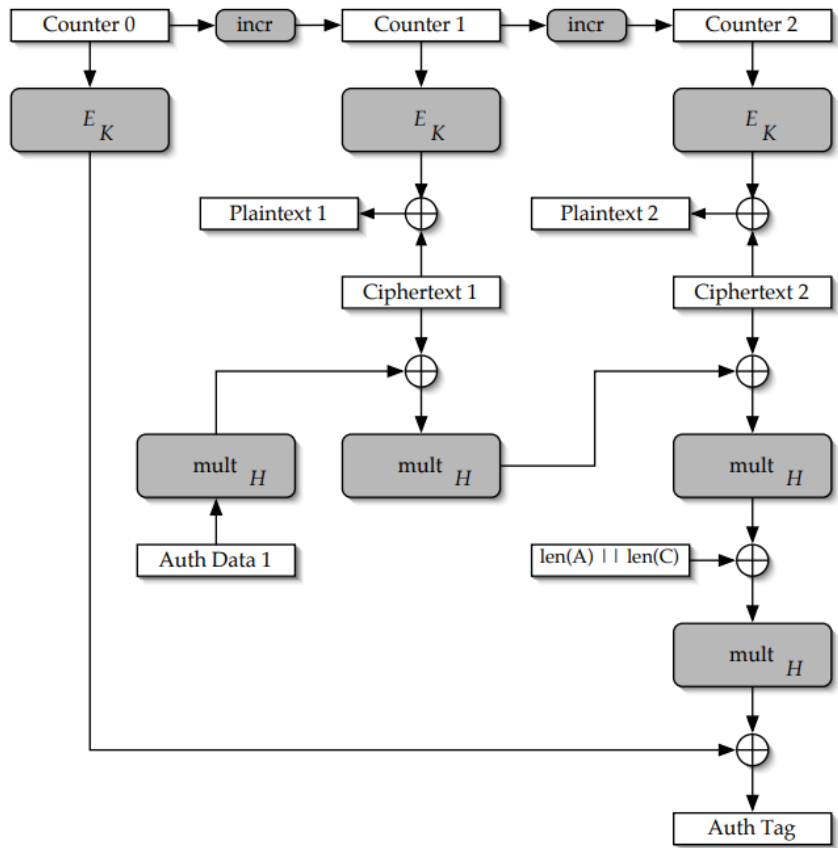 Counter 0
incr
Counter 1
incr
Counter 2
E K
E K
E K
Plaintext 1
Plaintext 2
Ciphertext 1
Ciphertext 2
mult H
mult H
mult H
Auth Data 1
len(A) || len(C)
mult H
Auth Tag